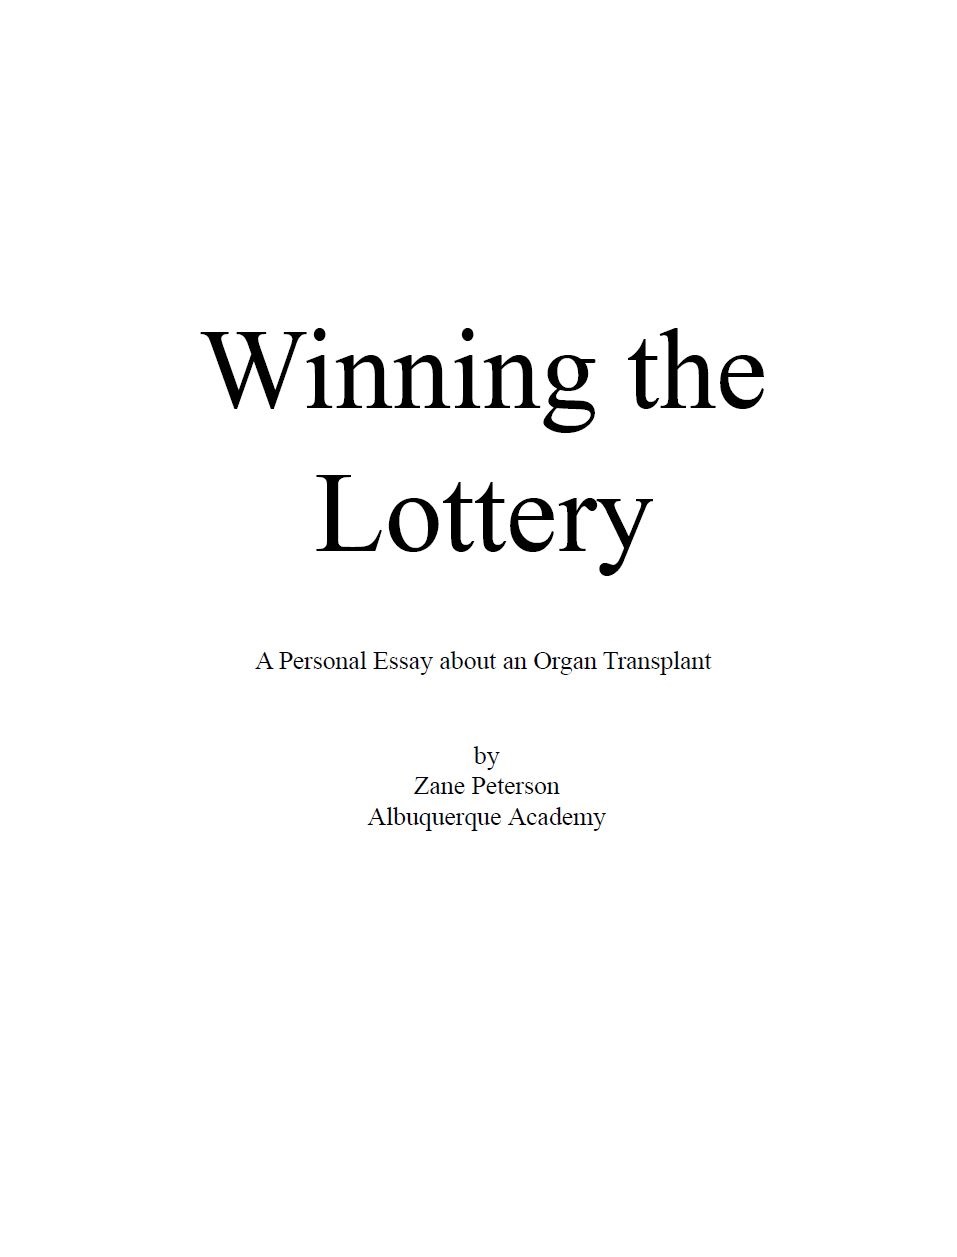 Winning the
Lottery
A Personal Essay about an Organ Transplant
by
Zane Peterson
Albuquerque Academy